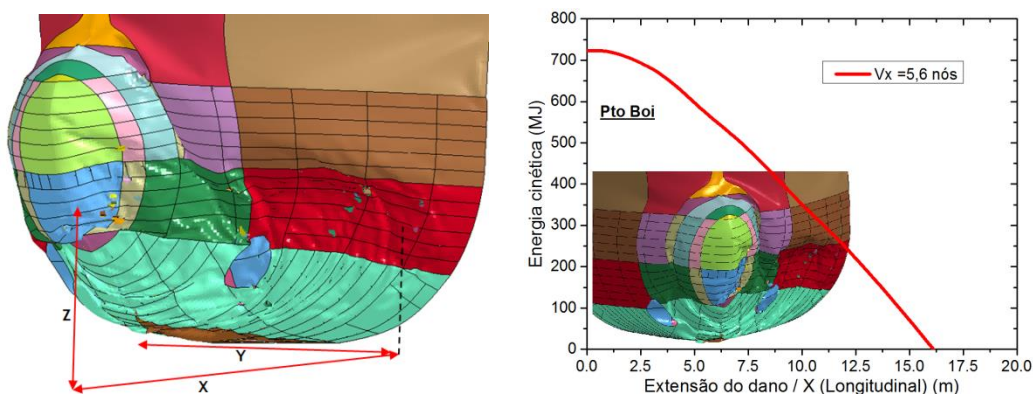 Z
Y
X
Energia cinética (MJ)
800
700
600
500
400
300
200
100
0
Vx =5,6 nós
Pto Boi
0.0 2.5 5.0 7.5 10.0 12.5 15.0 17.5 20.0
Extensão do dano / X (Longitudinal) (m)